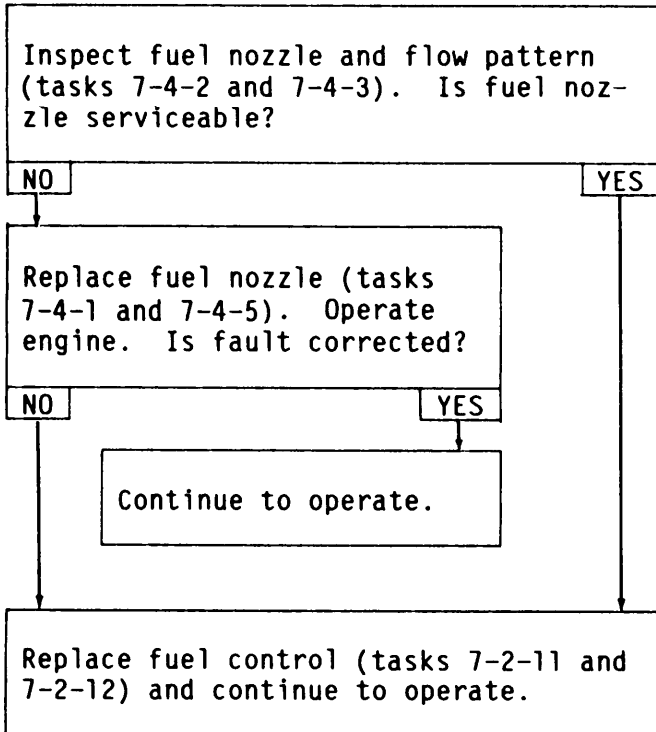 Inspect fuel nozzle and flow pattern
(tasks 7-4-2 and 7-4-3). Is fuel noz-
zle serviceable?
NO
YES
Replace fuel nozzle (tasks
7-4-1 and 7-4-5). Operate
engine. Is fault corrected?
NO
YES
Continue to operate.
Replace fuel control (tasks 7-2-11 and
7-2-12) and continue to operate.